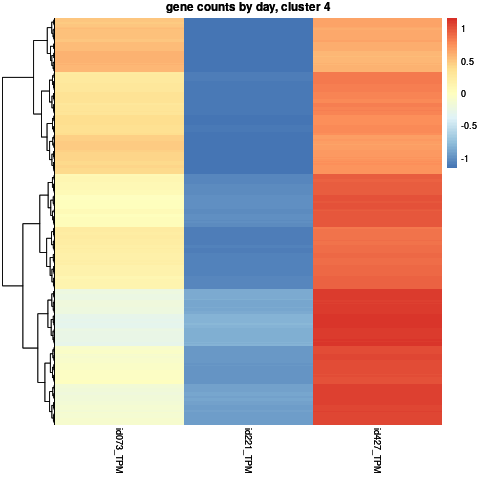 gene counts by day, cluster 4
1
0.5
0
-0.5
-1
id073_TPM
id221_TPM
id427_TPM